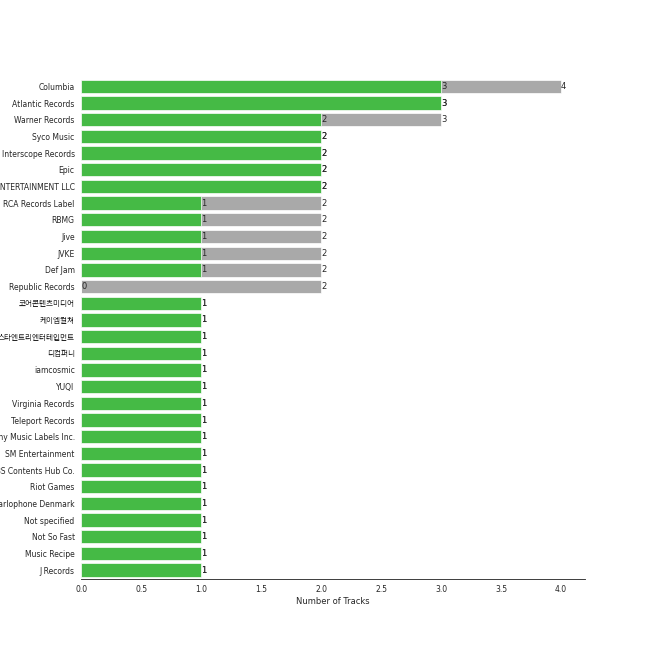 Columbia 3 4
Atlantic Records 3
Warner Records 2 3
Syco Music 2
Interscope Records 2
Epic 2
NTERTAINMENT LLC 2
RCA Records Label 1 2
RBMG 1 2
Jive 1 2
JVKE 1 2
Def Jam 1 2
Republic Records 0 2
코어콘텐츠미디어 1
케이엠컬쳐 1
스타엔트리엔터테인먼트 1
디컴퍼니 1
iamcosmic 1
YUQI 1
Virginia Records 1
Teleport Records 1
ny Music Labels Inc. 1
SM Entertainment 1
S Contents Hub Co. 1
Riot Games 1
arlophone Denmark 1
Not specified 1
Not So Fast 1
Music Recipe 1
J Records 1
0.0 0.5 1.0 1.5 2.0 2.5 3.0 3.5 4.0
Number of Tracks